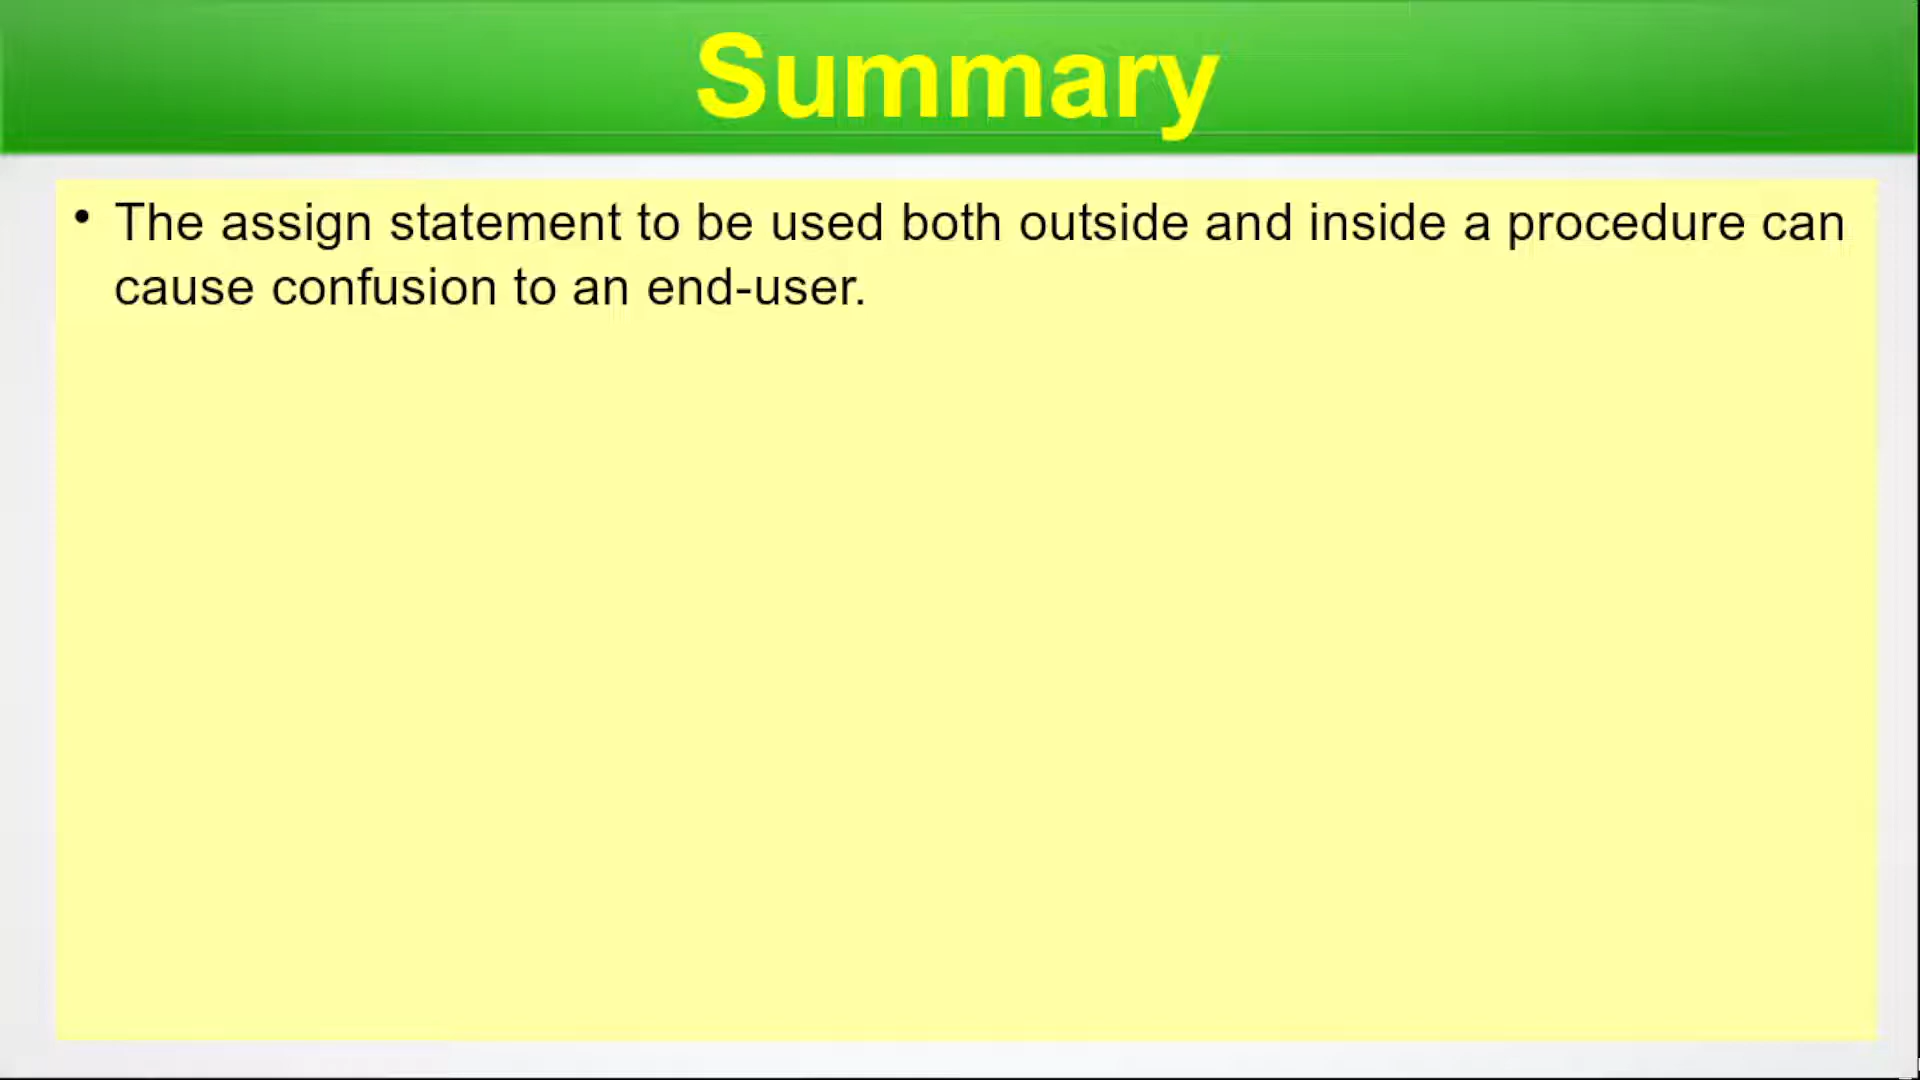 Summary
• The assign statement to be used both outside and inside a procedure can
cause confusion to an end-user.